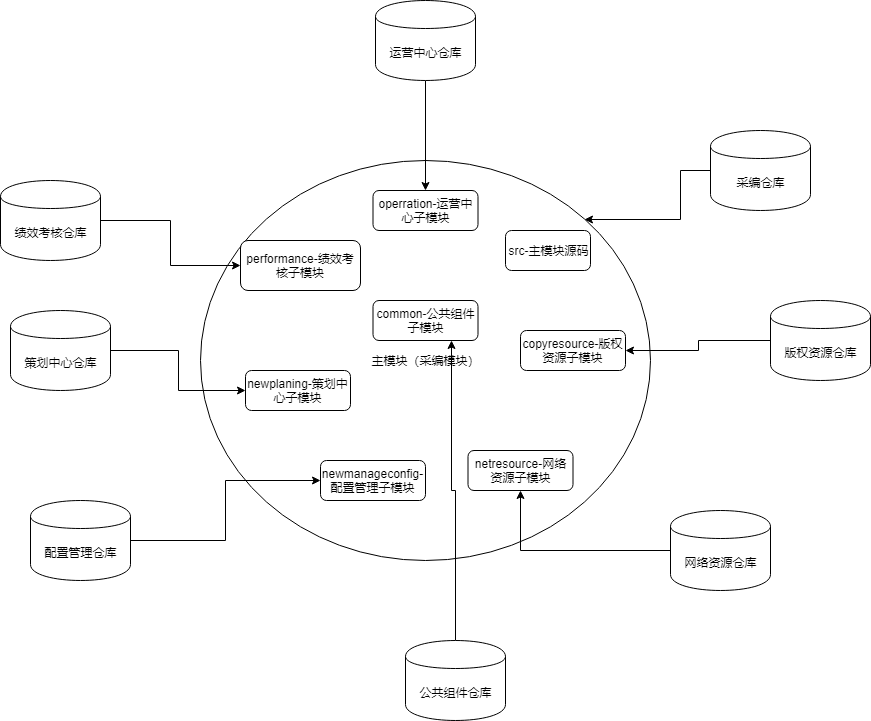 运营中心仓库
采编仓库
operration-运营中
心子模块
绩效考核仓库
src-主模块源码
performance-绩效考
核子模块
common-公共组件
子模块
copyresource-版权
资源子模块
版权资源仓库
策划中心仓库
主模块（采编模块）
newplaning-策划中
心子模块
netresource-网络
资源子模块
newmanageconfig-
配置管理子模块
配置管理仓库
网络资源仓库
公共组件仓库